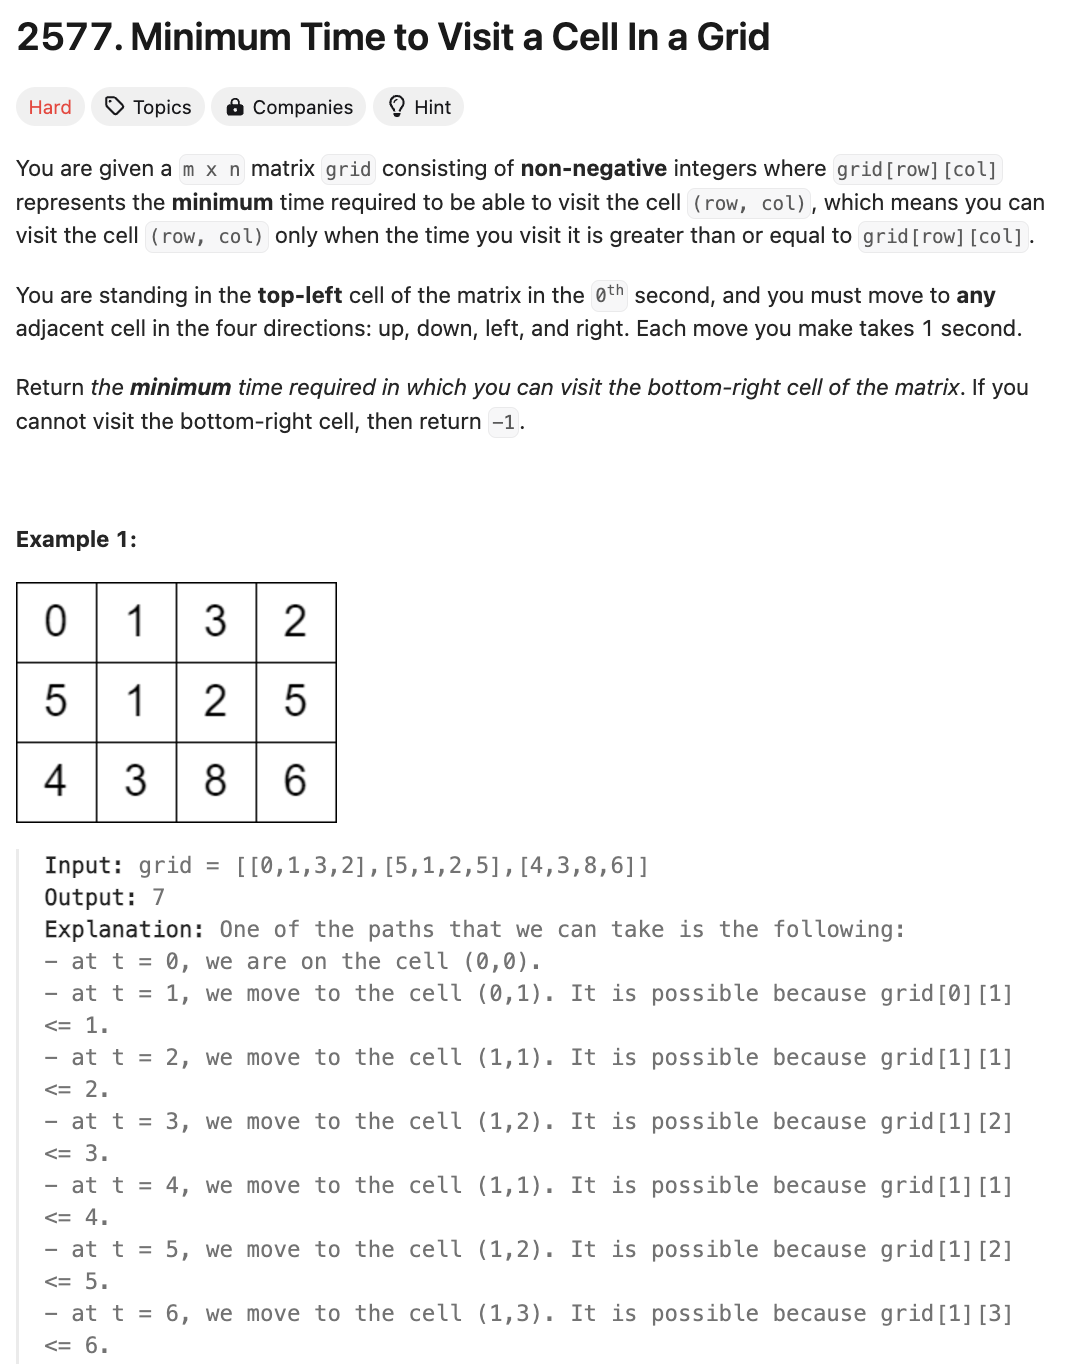 2577. Minimum Time to Visit a Cell In a Grid
Hard Topics Companies Hint
You are given a m x n matrix grid consisting of non-negative integers where grid[row][col]
represents the minimum time required to be able to visit the cell (row, col), which means you can
visit the cell (row, col) only when the time you visit it is greater than or equal to grid[row][col].
You are standing in the top-left cell of the matrix in the 0th second, and you must move to any
adjacent cell in the four directions: up, down, left, and right. Each move you make takes 1 second.
Return the minimum time required in which you can visit the bottom-right cell of the matrix. If you
cannot visit the bottom-right cell, then return -1.
Example 1:
0 1 3 2
5 1 2 5
4 3 8 6
Input: grid = [[0,1,3,2],[5,1,2,5],[4,3,8,6]]
Output: 7
Explanation: One of the paths that we can take is the following:
- at t = 0, we are on the cell (0,0).
- at t = 1, we move to the cell (0,1). It is possible because grid[0][1]
<= 1.
- at t = 2, we move to the cell (1,1). It is possible because grid[1][1]
<= 2.
- at t = 3, we move to the cell (1,2). It is possible because grid[1][2]
<= 3.
- at t = 4, we move to the cell (1,1). It is possible because grid[1][1]
<= 4.
- at t = 5, we move to the cell (1,2). It is possible because grid[1][2]
<= 5.
- at t = 6, we move to the cell (1,3). It is possible because grid[1][3]
<= 6.